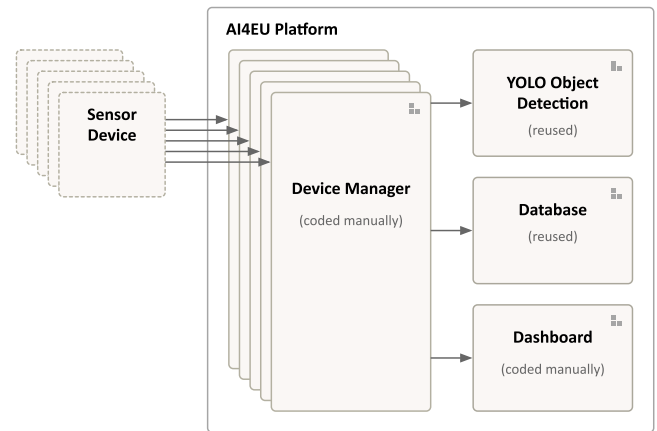 AI4EU Platform
Sensor
Device
Device Manager
(coded manually)
YOLO Object
Detection
(reused)
Database
(reused)
Dashboard
(coded manually)